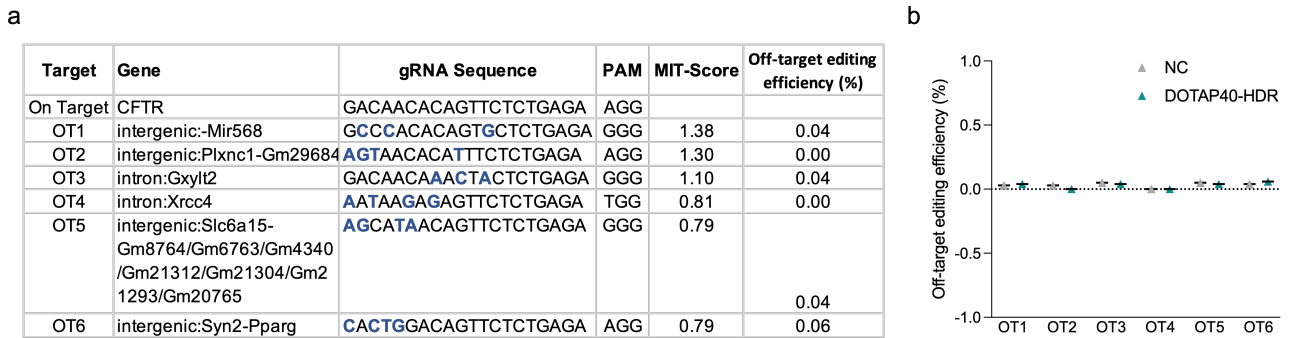 a
Target Gene gRNA Sequence PAM MIT-Score Off-target editing efficiency (%)
On Target CFTR GACAACACAGTTCTCTGAGA AGG
OT1 intergenic:-Mir568 GCCCACACAGTGCTCTGAGA GGG 1.38 0.04
OT2 intergenic:Plxnc1-Gm29684 AGTAACACATTTCTCTGAGA AGG 1.30 0.00
OT3 intron:Gxylt2 GACAACAAACTACTCTGAGA GGG 1.10 0.04
OT4 intron:Xrcc4 AATAAGAGAGTTCTCTGAGA TGG 0.81 0.00
OT5 intergenic:Slc6a15- AGCATAACAGTTCTCTGAGA GGG 0.79
Gm8764/Gm6763/Gm4340
/Gm21312/Gm21304/Gm2
1293/Gm20765
0.04
OT6 intergenic:Syn2-Pparg CACTGGACAGTTCTCTGAGA AGG 0.79 0.06
b
Off-target editing efficiency (%)
1.0
0.5
0.0
-0.5
-1.0
NC
DOTAP40-HDR
OT1 OT2 OT3 OT4 OT5 OT6